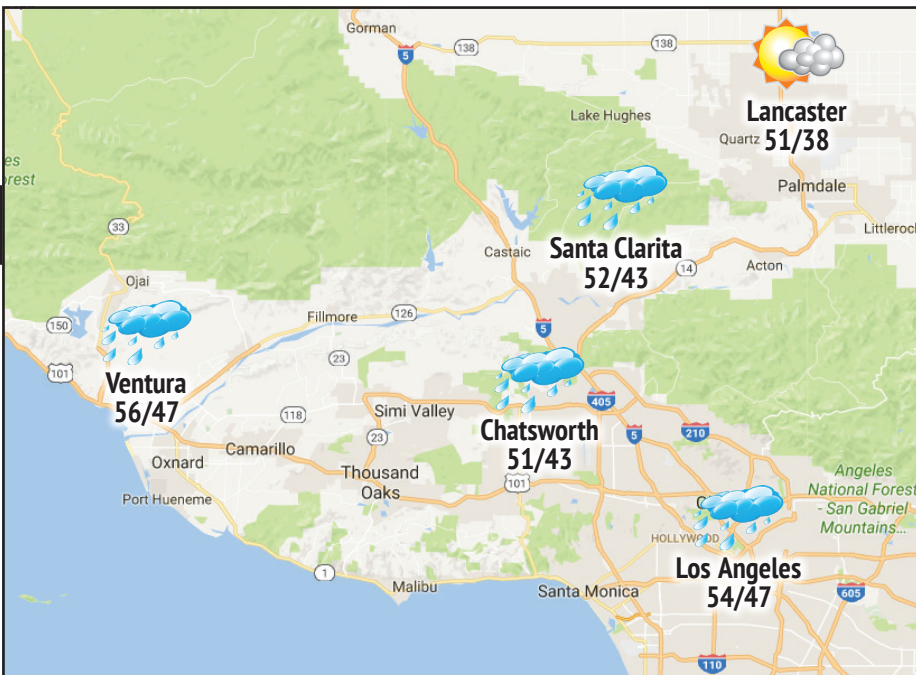 Gorman
5
138
138
Lancaster
51/38
Lake Hughes
Quartz
Palmdale
es
orest
33
Littlerock
Santa Clarita
52/43
Castaic
14
Acton
Ojai
150
Fillmore
126
5
23
101
Ventura
56/47
118
Simi Valley
405
Chatsworth
51/43
5
210
23
Camarillo
Oxnard
Thousand
Oaks
101
Port Hueneme
Angeles
National Forest
- San Gabriel
Mountains...
HOLLYWOOD
1
Malibu
Santa Monica
Los Angeles
54/47
605
110